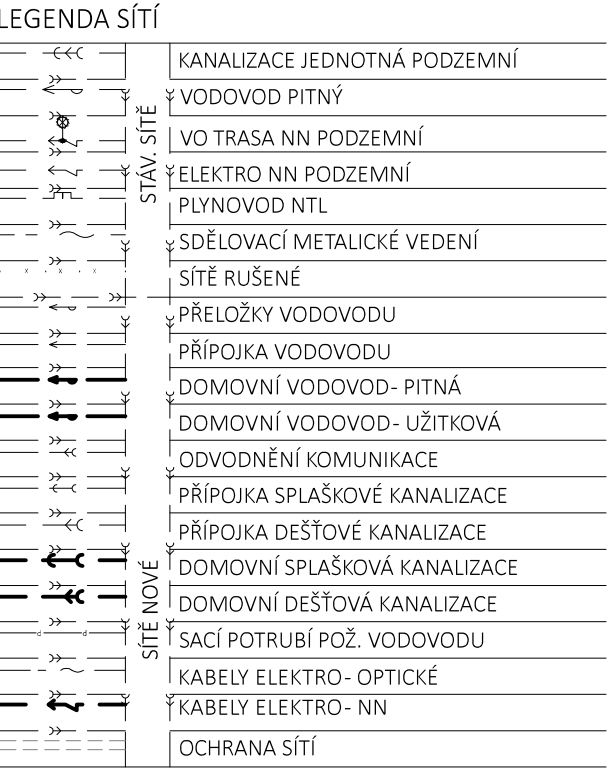 LEGENDA SÍTÍ
STÁV. SÍTĚ
KANALIZACE JEDNOTNÁ PODZEMNÍ
VODOVOD PITNÝ
VO TRASA NN PODZEMNÍ
ELEKTRO NN PODZEMNÍ
PLYNOVOD NTL
SDĚLOVACÍ METALICKÉ VEDENÍ
SÍTĚ RUŠENÉ
SÍTĚ NOVÉ
PŘELOŽKY VODOVODU
PŘÍPOJKA VODOVODU
DOMOVNÍ VODOVOD- PITNÁ
DOMOVNÍ VODOVOD- UŽITKOVÁ
ODVODNĚNÍ KOMUNIKACE
PŘÍPOJKA SPLAŠKOVÉ KANALIZACE
PŘÍPOJKA DEŠŤOVÉ KANALIZACE
DOMOVNÍ SPLAŠKOVÁ KANALIZACE
DOMOVNÍ DEŠŤOVÁ KANALIZACE
d d
SACÍ POTRUBÍ POŽ. VODOVODU
KABELY ELEKTRO- OPTICKÉ
KABELY ELEKTRO- NN
OCHRANA SÍTÍ